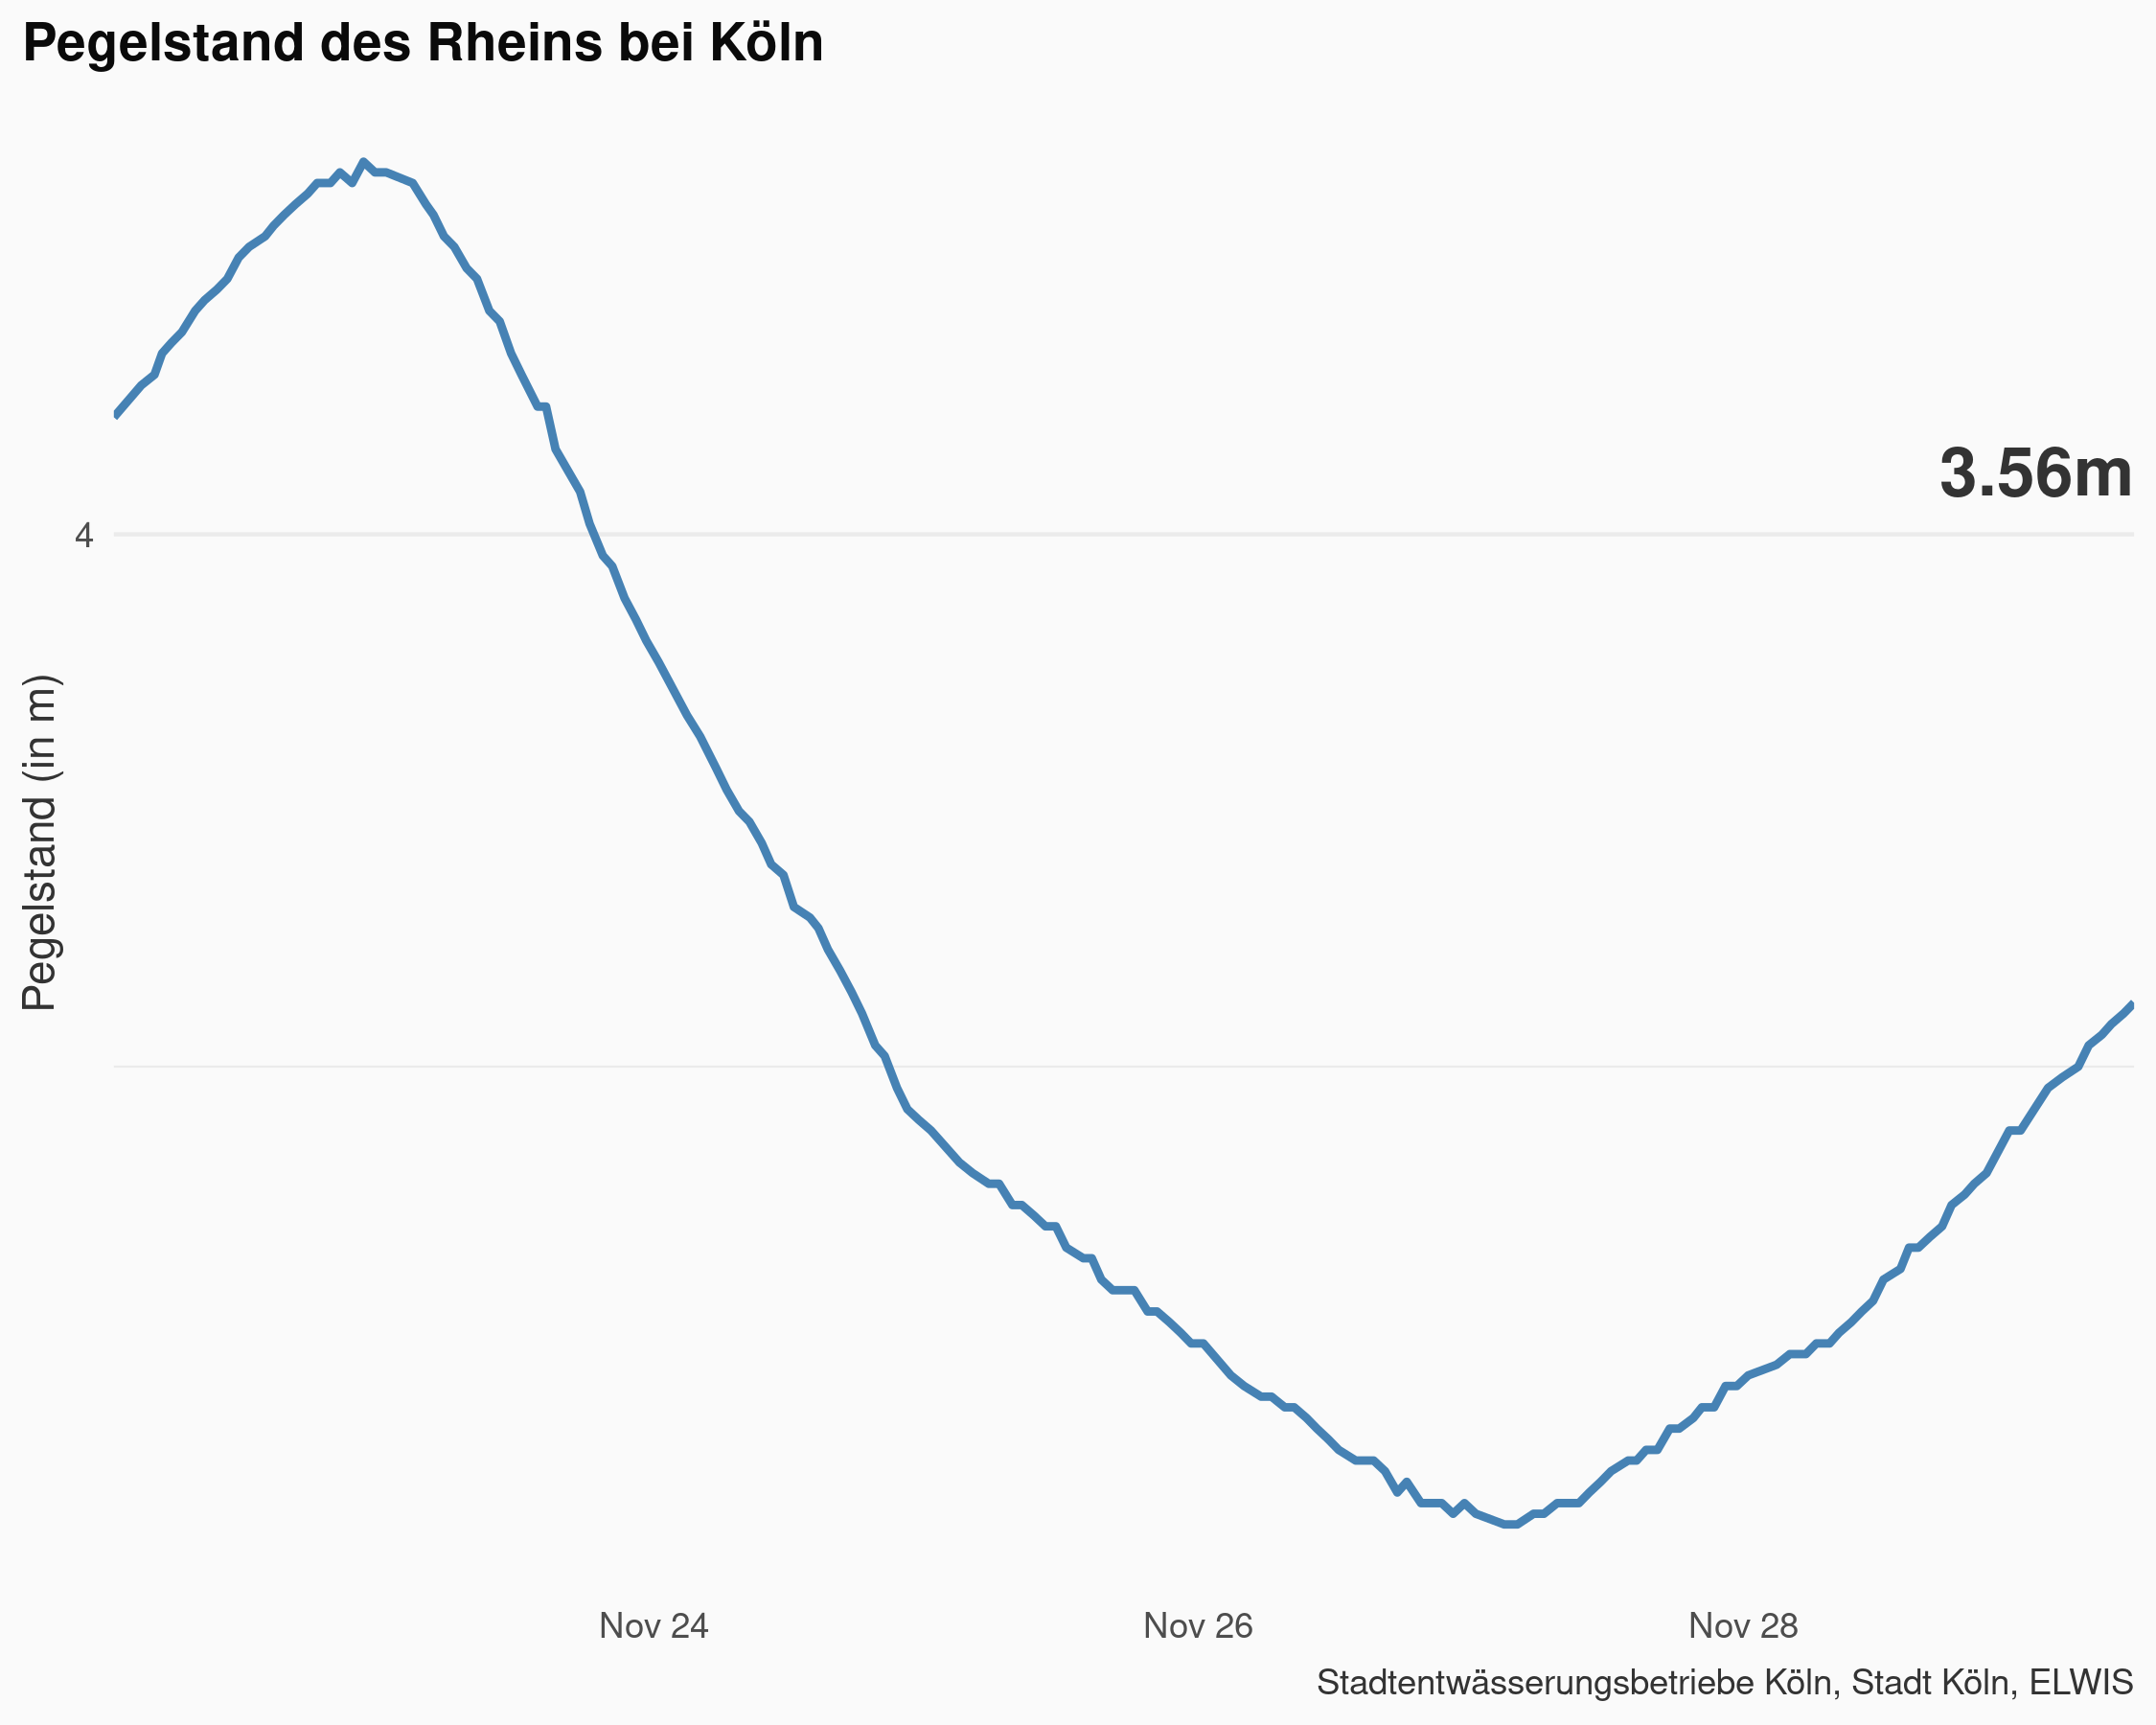 Pegelstand des Rheins bei Köln
3.56m
4
Pegelstand (in m)
Nov 24
Nov 26
Nov 28
Stadtentwässerungsbetriebe Köln, Stadt Köln, ELWIS